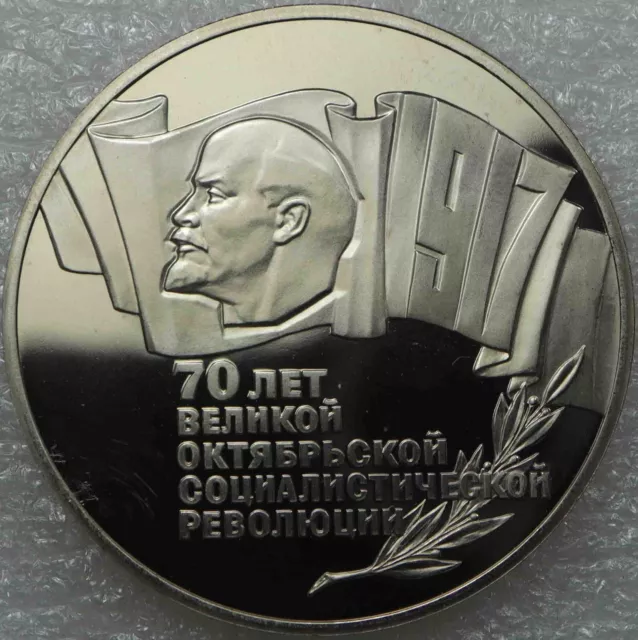 1917
70 ЛЕТ
ВЕЛИКОЙ
ОКТЯБРЬСКОЙ
СОЦИАЛИСТИЧЕСКОЙ
РЕВОЛЮЦИИ